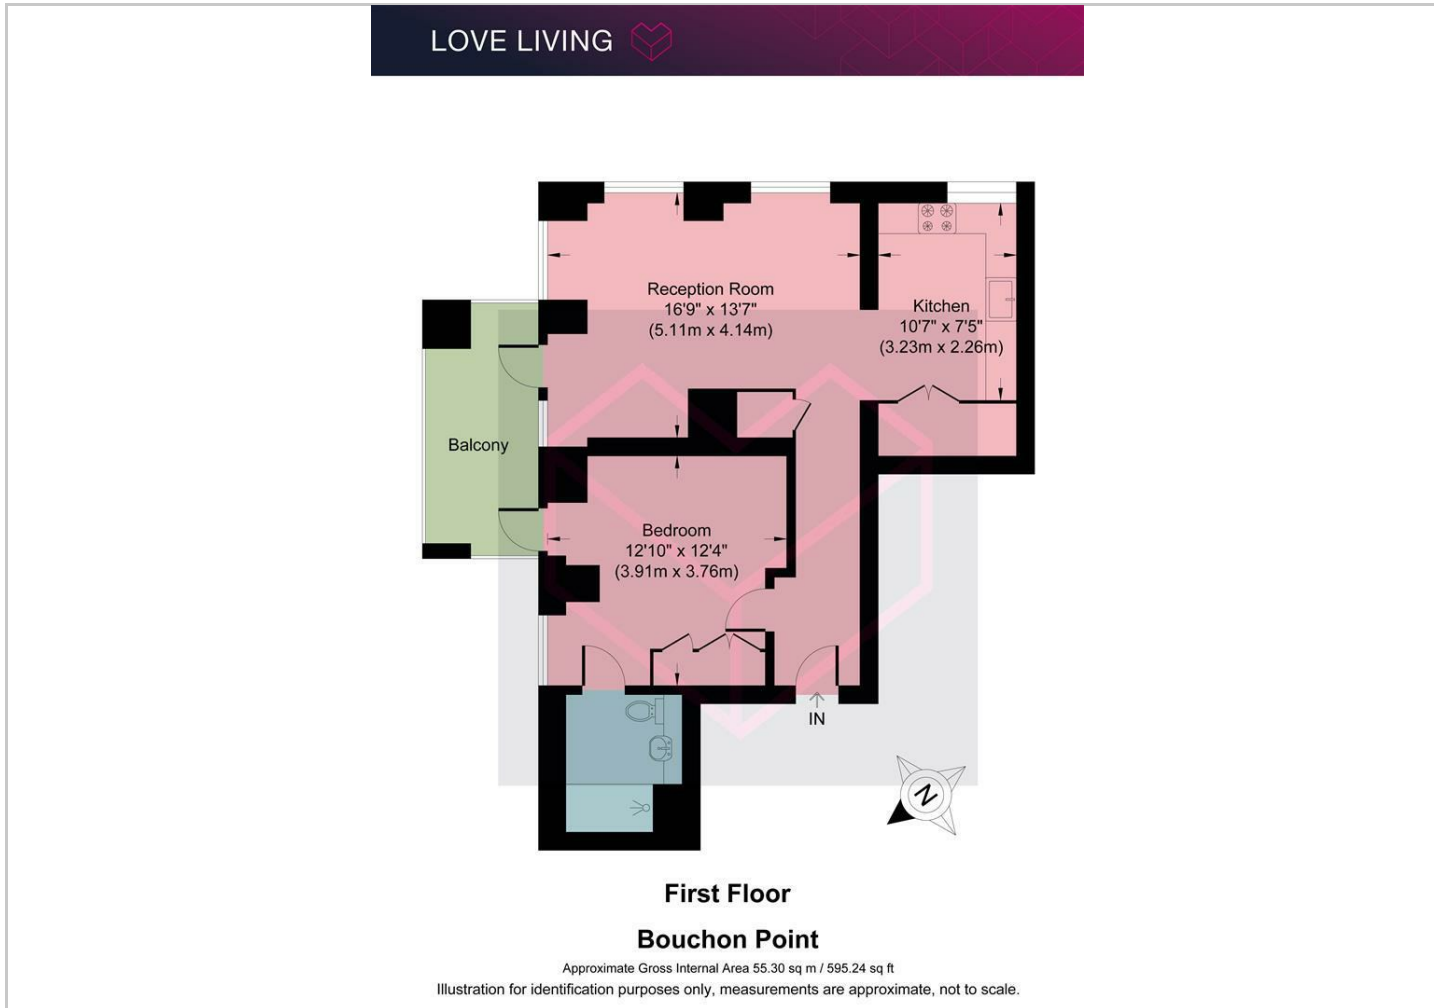 LOVE LIVING
Reception Room
16'9" x 13'7"
(5.11m x 4.14m)
Kitchen
10'7" x 7'5"
(3.23m x 2.26m)
Balcony
Bedroom
12'10" x 12'4"
(3.91m x 3.76m)
IN
N
First Floor
Bouchon Point
Approximate Gross Internal Area 55.30 sq m / 595.24 sq ft
Illustration for identification purposes only, measurements are approximate, not to scale.